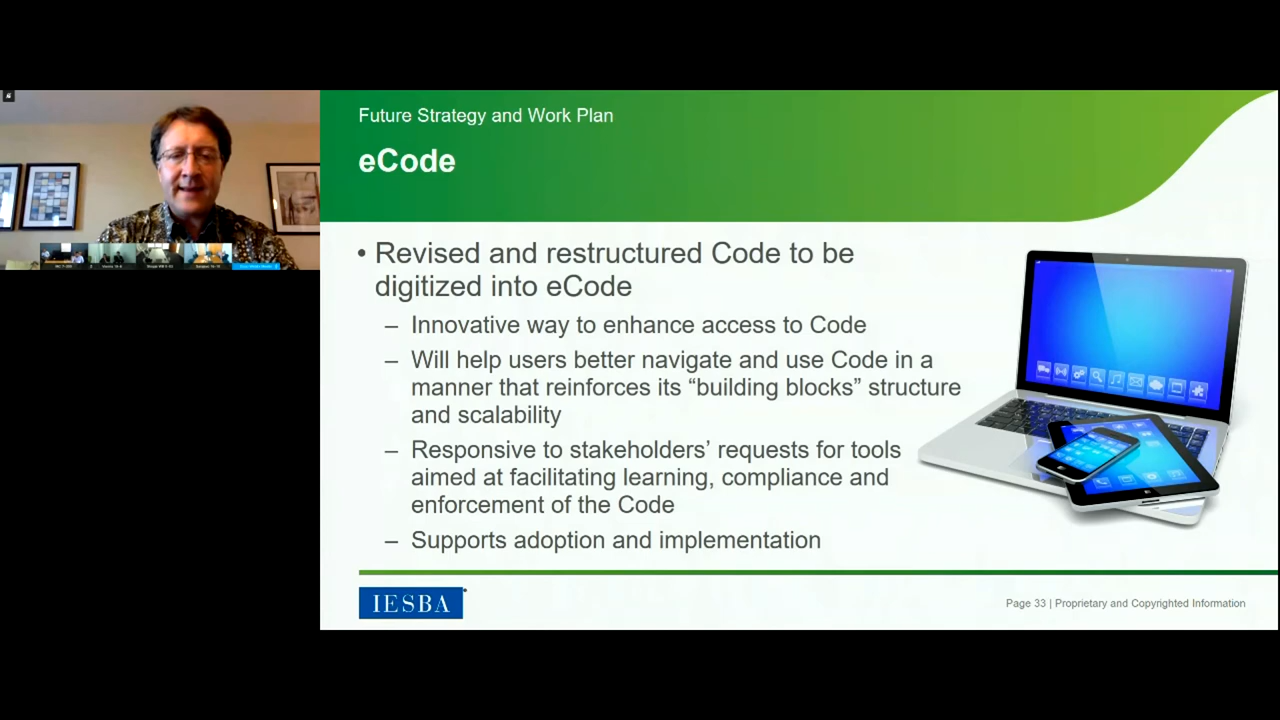 Future Strategy and Work Plan
eCode
• Revised and restructured Code to be
digitized into eCode
– Innovative way to enhance access to Code
– Will help users better navigate and use Code in a
manner that reinforces its “building blocks” structure
and scalability
– Responsive to stakeholders’ requests for tools
aimed at facilitating learning, compliance and
enforcement of the Code
– Supports adoption and implementation
IESBA
Page 33 | Proprietary and Copyrighted Information